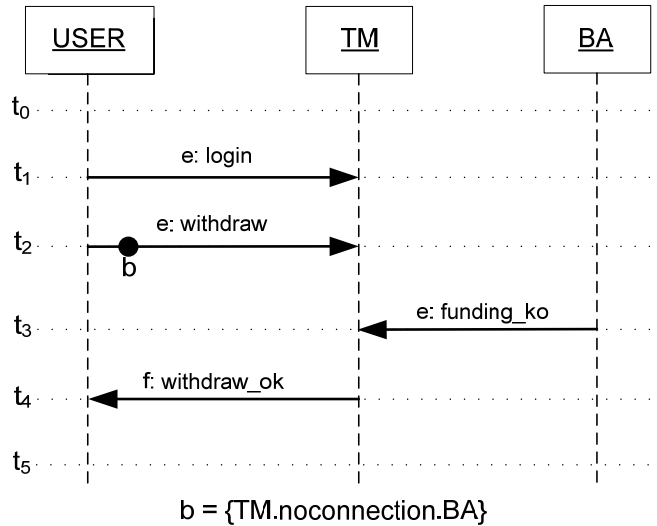 USER TM BA
t0
t1 e: login
t2 e: withdraw
b
t3 e: funding_ko
t4 f: withdraw_ok
t5
b = {TM.noconnection.BA}